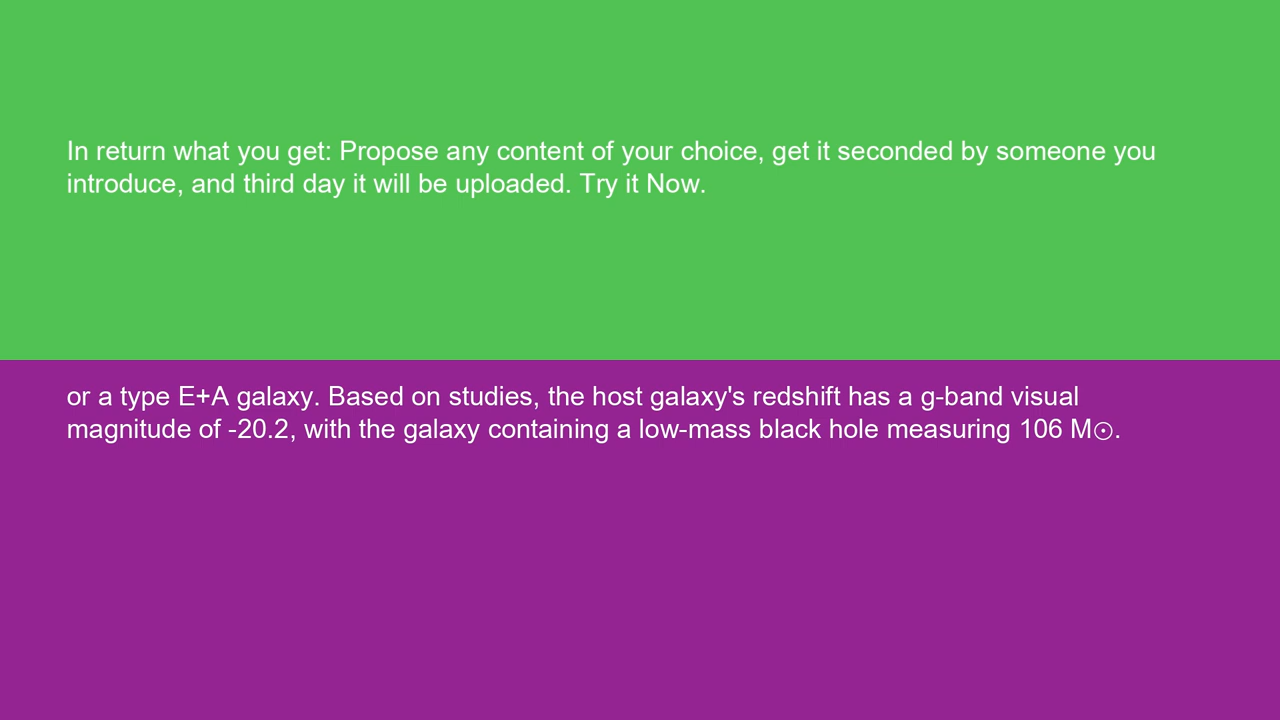 In return what you get: Propose any content of your choice, get it seconded by someone you
introduce, and third day it will be uploaded. Try it Now.
or a type E+A galaxy. Based on studies, the host galaxy's redshift has a g-band visual
magnitude of -20.2, with the galaxy containing a low-mass black hole measuring 106 M☉.